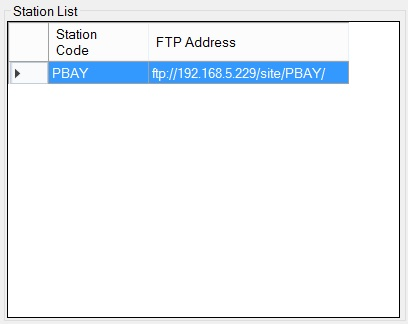 Station List
Station
Code
FTP Address
PBAY
ftp://192.168.5.229/site/PBAY/